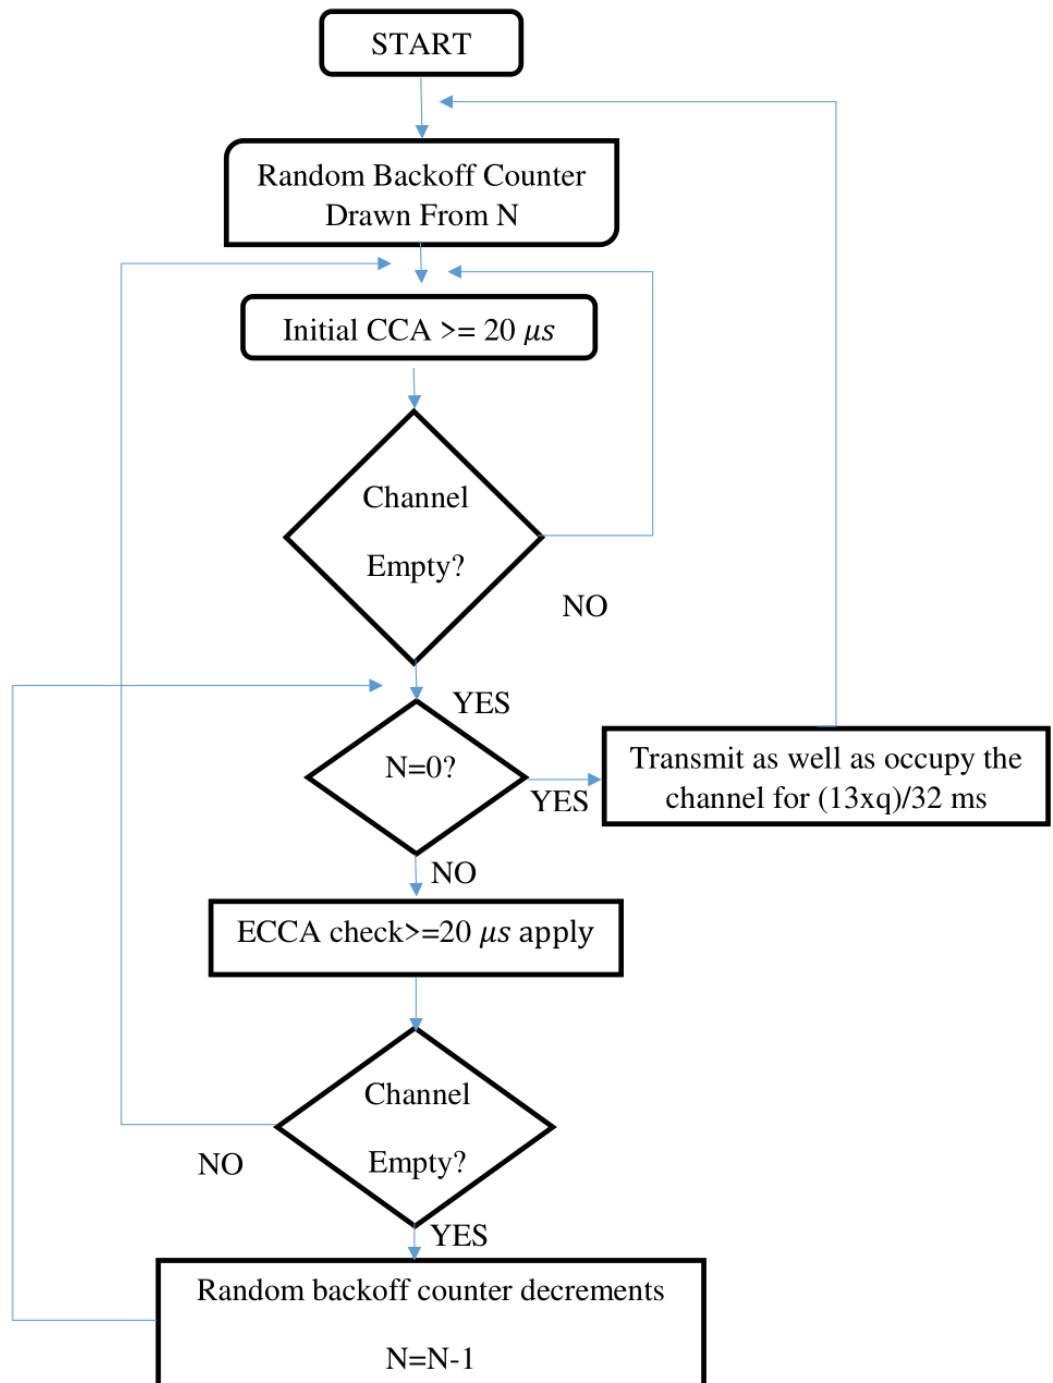 START
Random Backoff Counter
Drawn From N
Initial CCA >= 20 μs
Channel
Empty?
NO
YES
N=0?
YES
Transmit as well as occupy the
channel for (13xq)/32 ms
NO
ECCA check>=20 μs apply
Channel
Empty?
NO
YES
Random backoff counter decrements
N=N-1